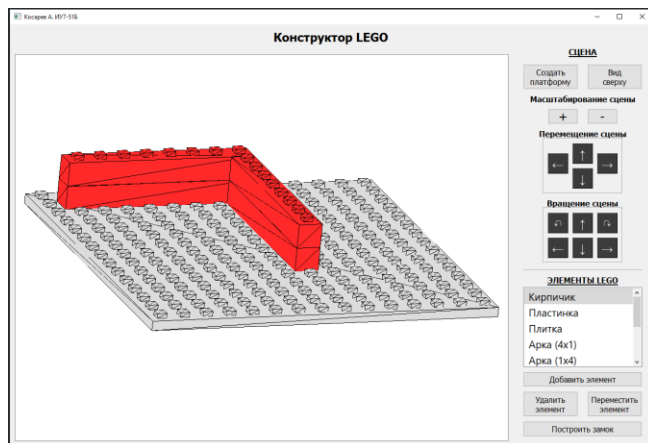 Косарев А. ИУ7-51Б
Конструктор LEGO
СЦЕНА
Создать
платформу
Вид
сверху
Масштабирование сцены
+
-
Перемещение сцены
↑
←
→
↓
Вращение сцены
↶
↑
↷
←
↓
→
ЭЛЕМЕНТЫ LEGO
Кирпичик
Пластинка
Плитка
Арка (4x1)
Арка (1x4)
Добавить элемент
Удалить
элемент
Переместить
элемент
Построить замок